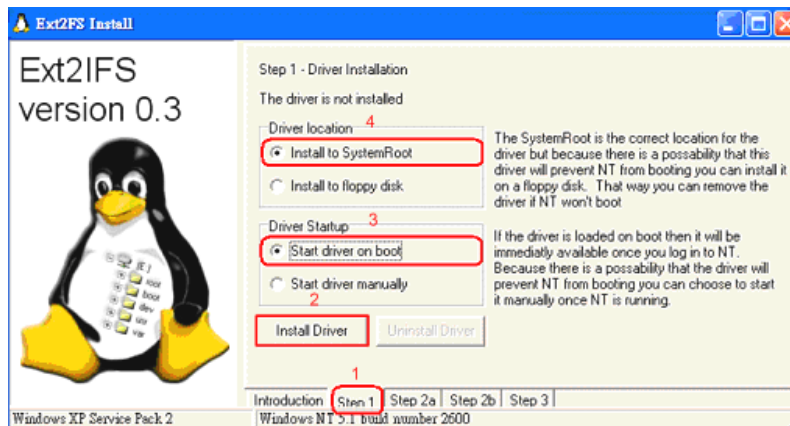 Ext2FS Install
Ext2IFS
version 0.3
[E:]
root
boot
dev
usr
var
Step 1 - Driver Installation
The driver is not installed
Driver location
4
Install to SystemRoot
Install to floppy disk
The SystemRoot is the correct location for the
driver but because there is a possability that this
driver will prevent NT from booting you can install it
on a floppy disk. That way you can remove the
driver if NT won't boot
Driver Startup
3
Start driver on boot
Start driver manually
If the driver is loaded on boot then it will be
immediatly available once you log in to NT.
Because there is a possability that the driver will
prevent NT from booting you can choose to start
it manually once NT is running.
2
Install Driver
Uninstall Driver
1
Introduction
Step 1
Step 2a
Step 2b
Step 3
Windows XP Service Pack 2
Windows NT 5.1 build number 2600